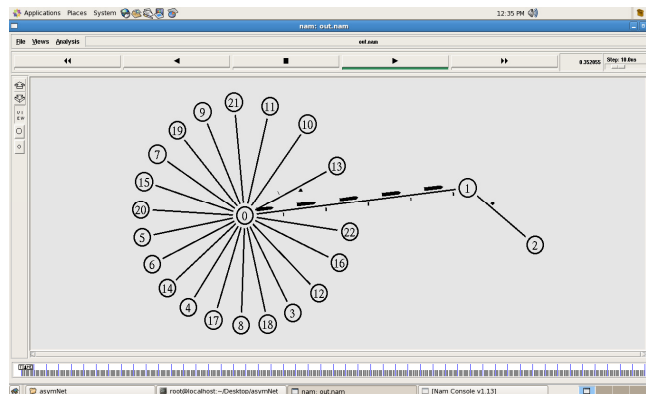 Applications Places System 12:35 PM
nam: out.nam
File Views Analysis out.nam
0.352055 Step: 10.0ms
21
9 11
19 10
7 13
15 1
20 0
5 22 2
6 16
14 12
4 3
17 8 18
TIME
asymNet root@localhost:~/Desktop/asymNet nam: out.nam [Nam Console v1.13]